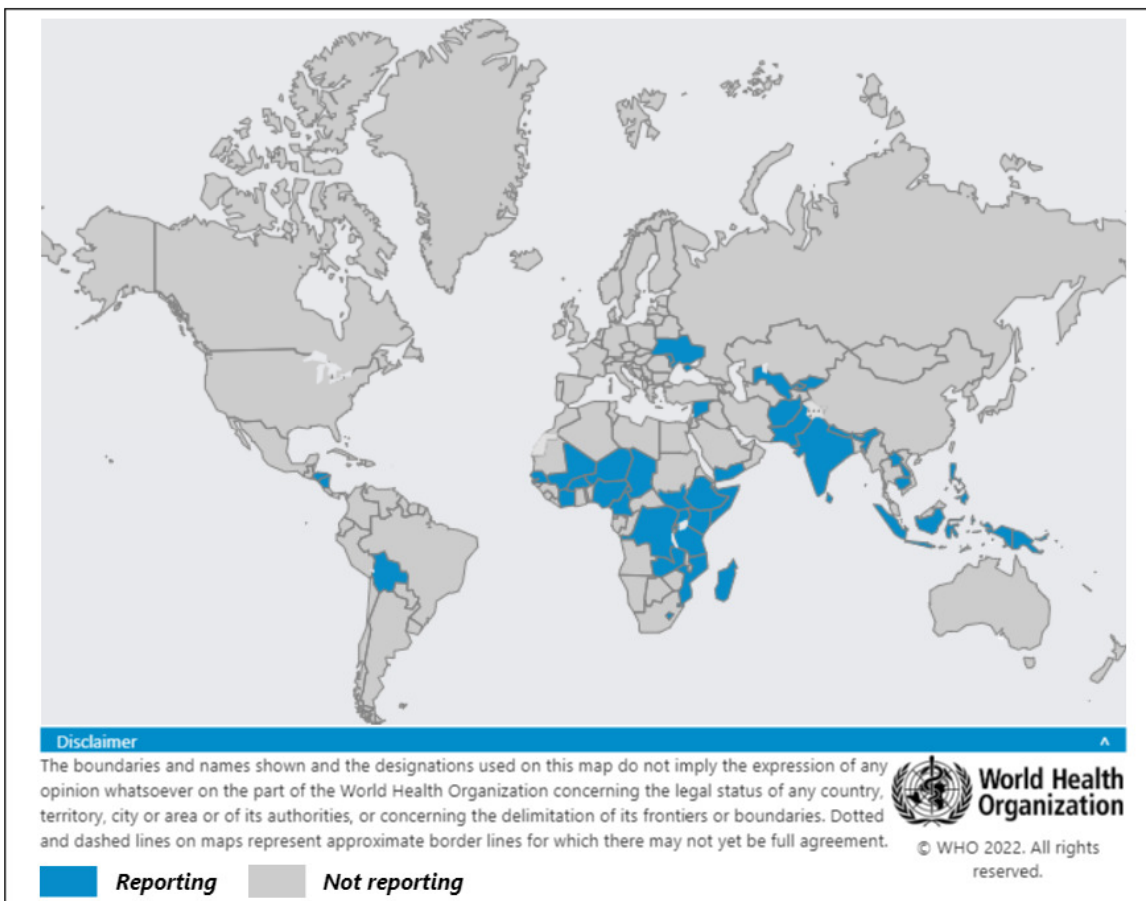 Disclaimer ^
The boundaries and names shown and the designations used on this map do not imply the expression of any
opinion whatsoever on the part of the World Health Organization concerning the legal status of any country,
territory, city or area or of its authorities, or concerning the delimitation of its frontiers or boundaries. Dotted
and dashed lines on maps represent approximate border lines for which there may not yet be full agreement.
World Health
Organization
© WHO 2022. All rights
reserved.
Reporting Not reporting